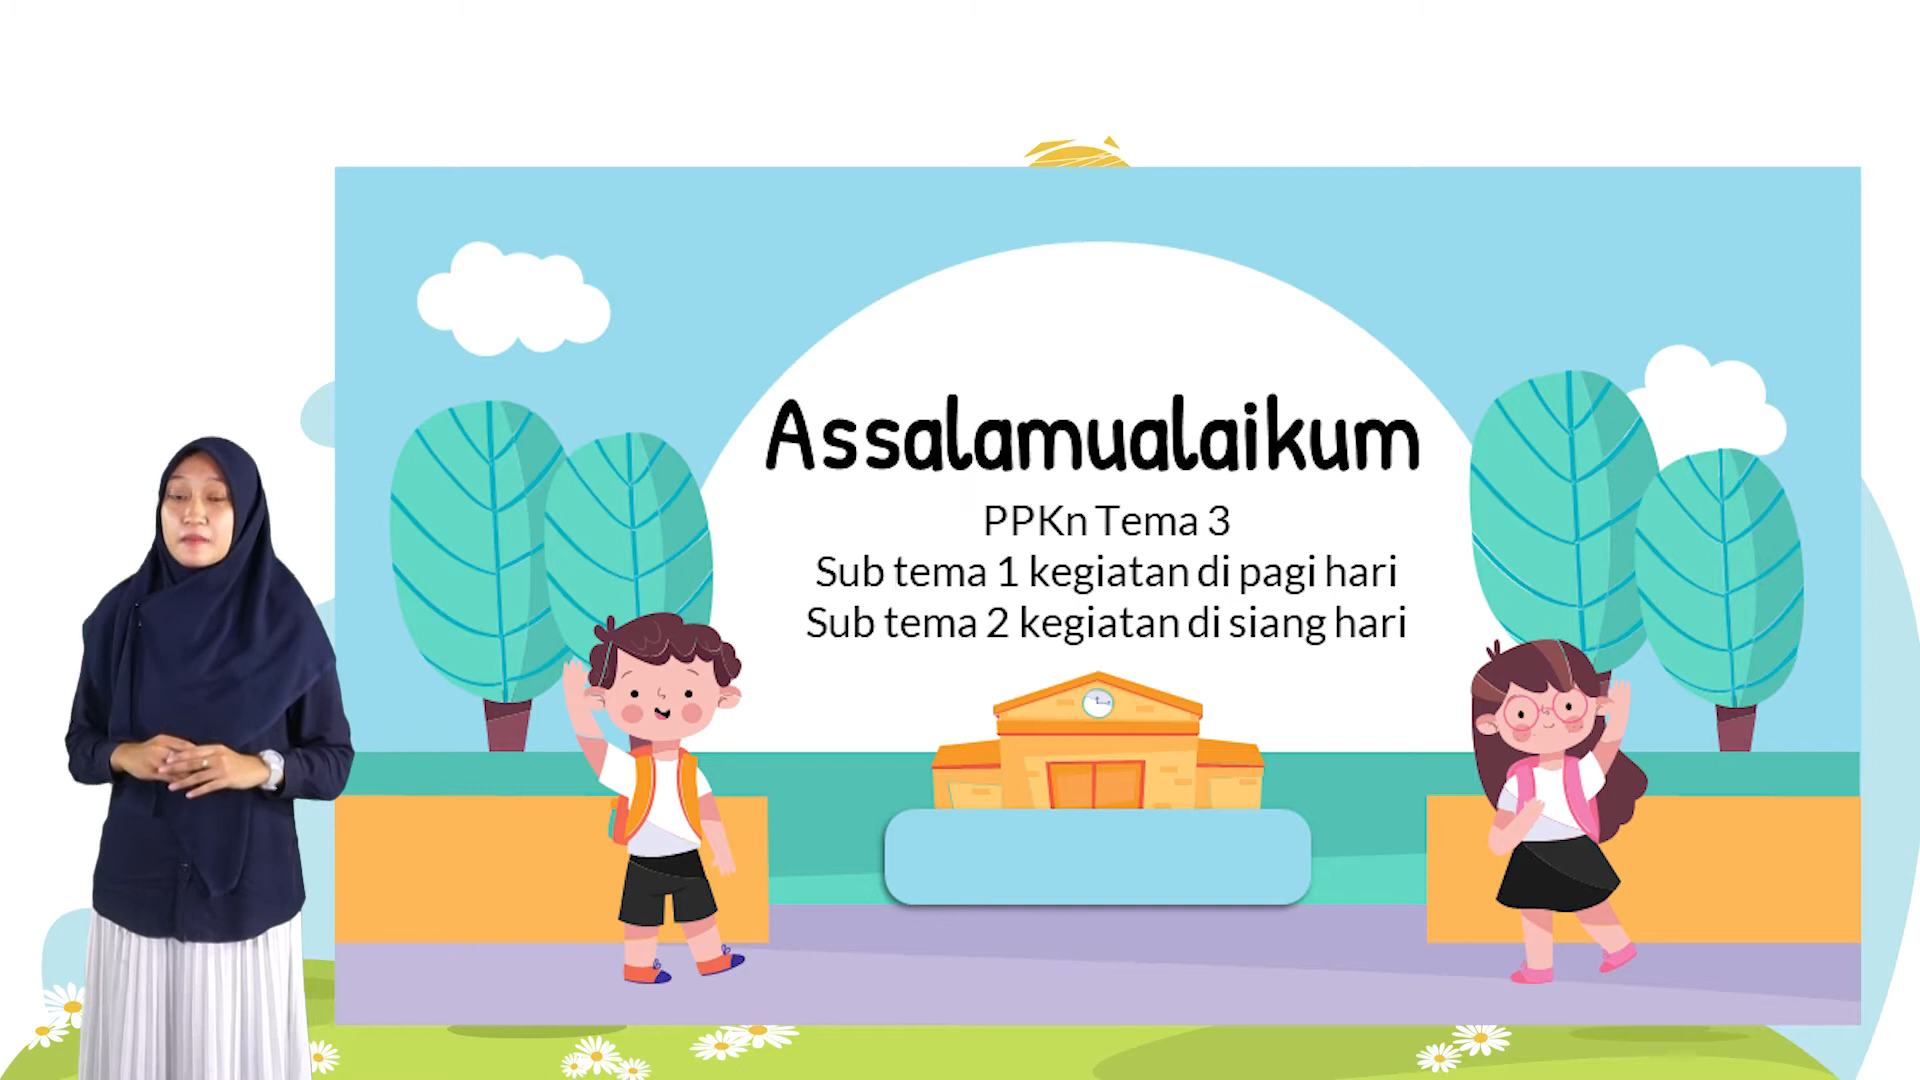 Assalamualaikum
PPKn Tema 3
Sub tema 1 kegiatan di pagi hari
Sub tema 2 kegiatan di siang hari